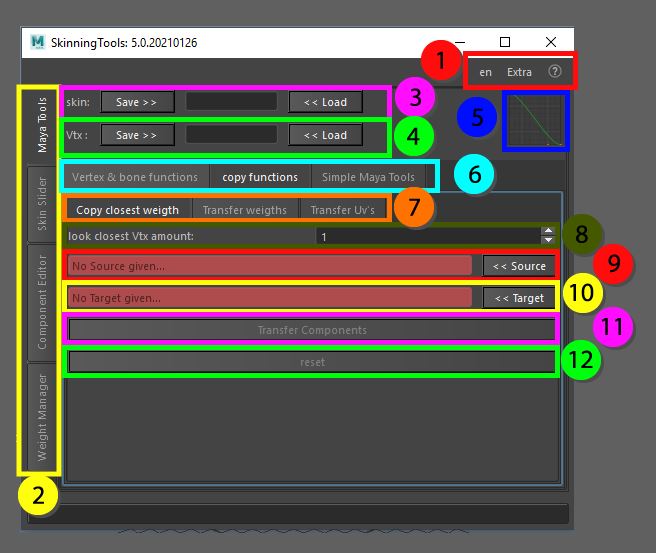 SkinningTools: 5.0.20210126
1
en Extra ?
skin: Save >> << Load
3
Vtx : Save >> << Load
4
5
Vertex & bone functions copy functions Simple Maya Tools
6
Copy closest weigth Transfer weigths Transfer Uv's
7
look closest Vtx amount: 1
8
No Source given... << Source
9
No Target given... << Target
10
Transfer Components
11
reset
12
Maya Tools
Skin Slider
Component Editor
Weight Manager
2